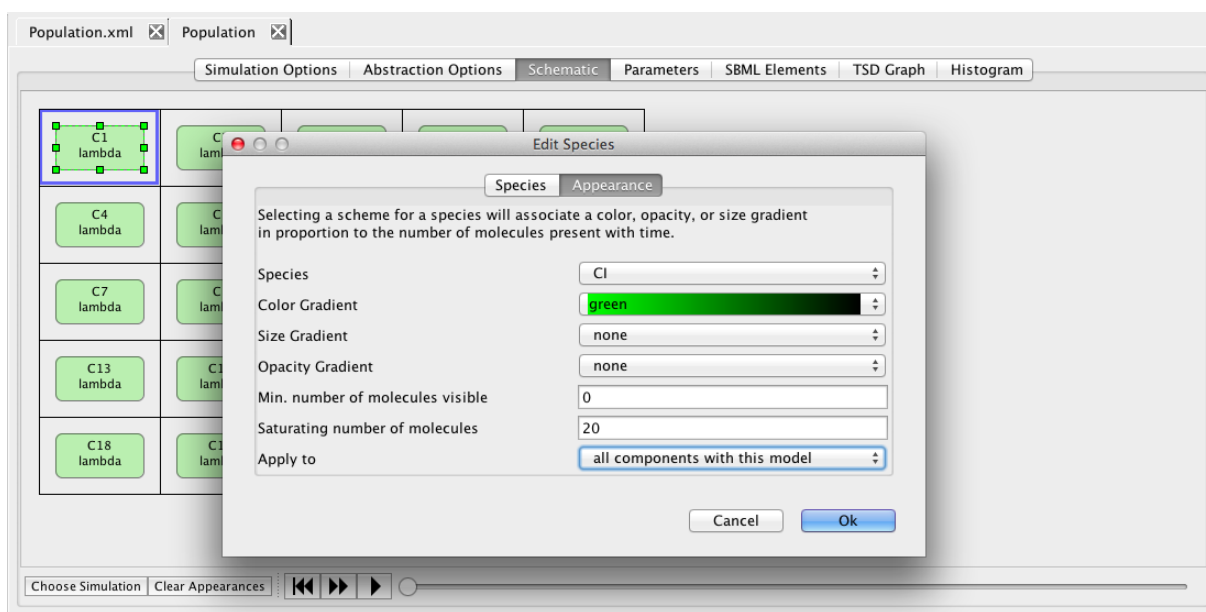 Population.xml
Population
Simulation Options
Abstraction Options
Schematic
Parameters
SBML Elements
TSD Graph
Histogram
C1
lambda
Edit Species
Species
Appearance
Selecting a scheme for a species will associate a color, opacity, or size gradient
in proportion to the number of molecules present with time.
C4
lambda
Species
CI
C7
lambda
Color Gradient
green
Size Gradient
none
Opacity Gradient
none
C13
lambda
Min. number of molecules visible
0
Saturating number of molecules
20
C18
lambda
Apply to
all components with this model
Cancel
Ok
Choose Simulation
Clear Appearances